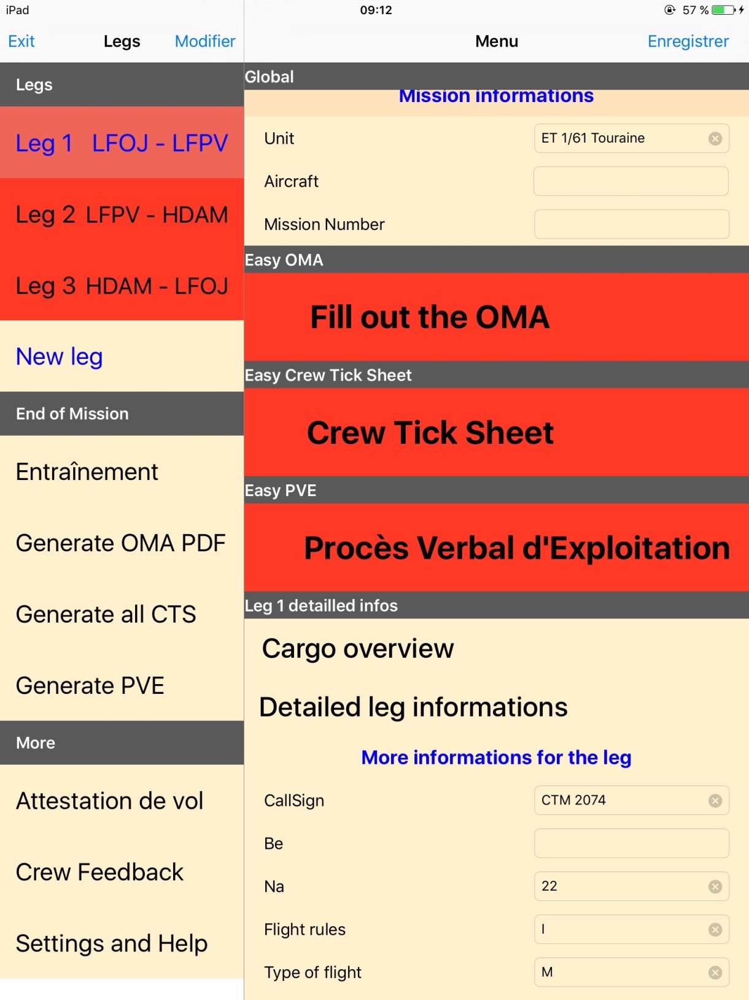 iPad 09:12 57 %
Exit Legs Modifier
Legs
Leg 1 LFOJ - LFPV
Leg 2 LFPV - HDAM
Leg 3 HDAM - LFOJ
New leg
End of Mission
Entraînement
Generate OMA PDF
Generate all CTS
Generate PVE
More
Attestation de vol
Crew Feedback
Settings and Help
Menu Enregistrer
Global
Mission informations
Unit ET 1/61 Touraine
Aircraft
Mission Number
Easy OMA
Fill out the OMA
Easy Crew Tick Sheet
Crew Tick Sheet
Easy PVE
Procès Verbal d'Exploitation
Leg 1 detailled infos
Cargo overview
Detailed leg informations
More informations for the leg
CallSign CTM 2074
Be
Na 22
Flight rules I
Type of flight M